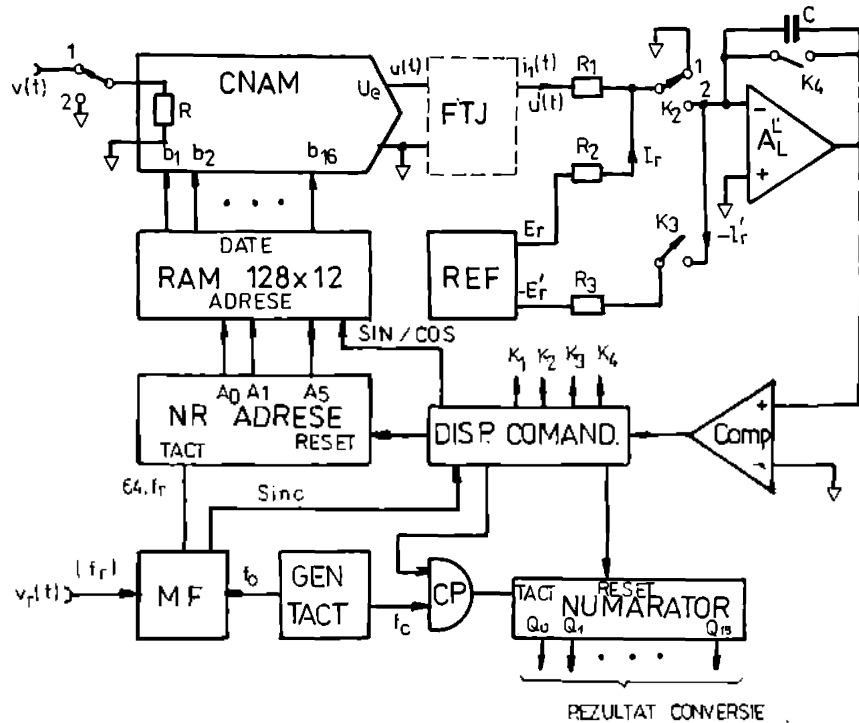 v(t)
1
2
CNAM
R
b1 b2 b16
Ue
u(t)
FTJ
i1(t)
u'(t)
R1
R2
Ir
1
2
K2
C
K4
AL'
-
+
K3
-I'r
DATE
RAM 128x12
ADRESE
REF
Er
-E'r
R3
SIN/COS
A0 A1 A5
NR ADRESE
TACT RESET
K1 K2 K3 K4
DISP. COMAND.
+
Comp
-
64.fr
Sinc
vr(t)
(fr)
MF
fo
GEN
TACT
fc
CP
TACT RESET
NUMARATOR
Q0 Q1 Q15
REZULTAT CONVERSIE